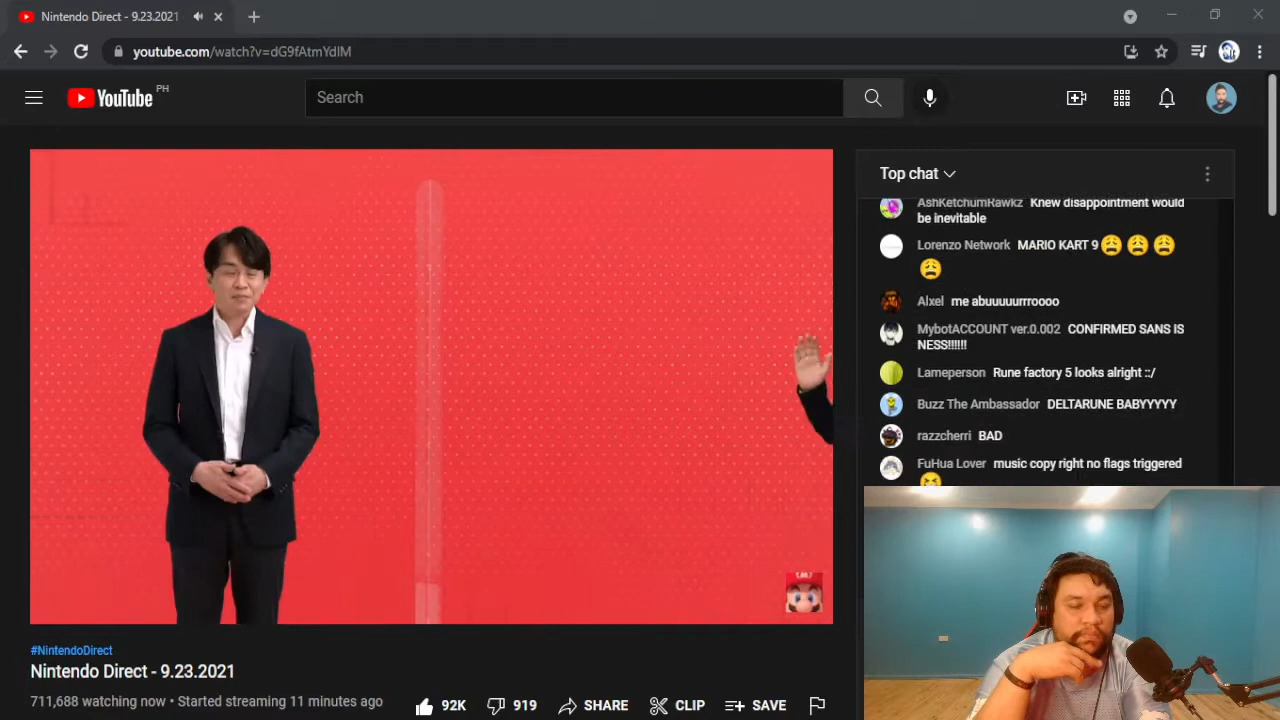 Nintendo Direct - 9.23.2021
youtube.com/watch?v=dG9fAtmYdlM
YouTube PH
Search
Top chat
AshKetchumRawkz Knew disappointment would
be inevitable
Lorenzo Network MARIO KART 9😩😩😩
😩
Alxel me abuuuuurrroooo
MybotACCOUNT ver.0.002 CONFIRMED SANS IS
NESS!!!!!!
Lameperson Rune factory 5 looks alright ::/
Buzz The Ambassador DELTARUNE BABYYYYY
razzcherri BAD
FuHua Lover music copy right no flags triggered
#NintendoDirect
Nintendo Direct - 9.23.2021
711,688 watching now • Started streaming 11 minutes ago
92K 919 SHARE CLIP SAVE